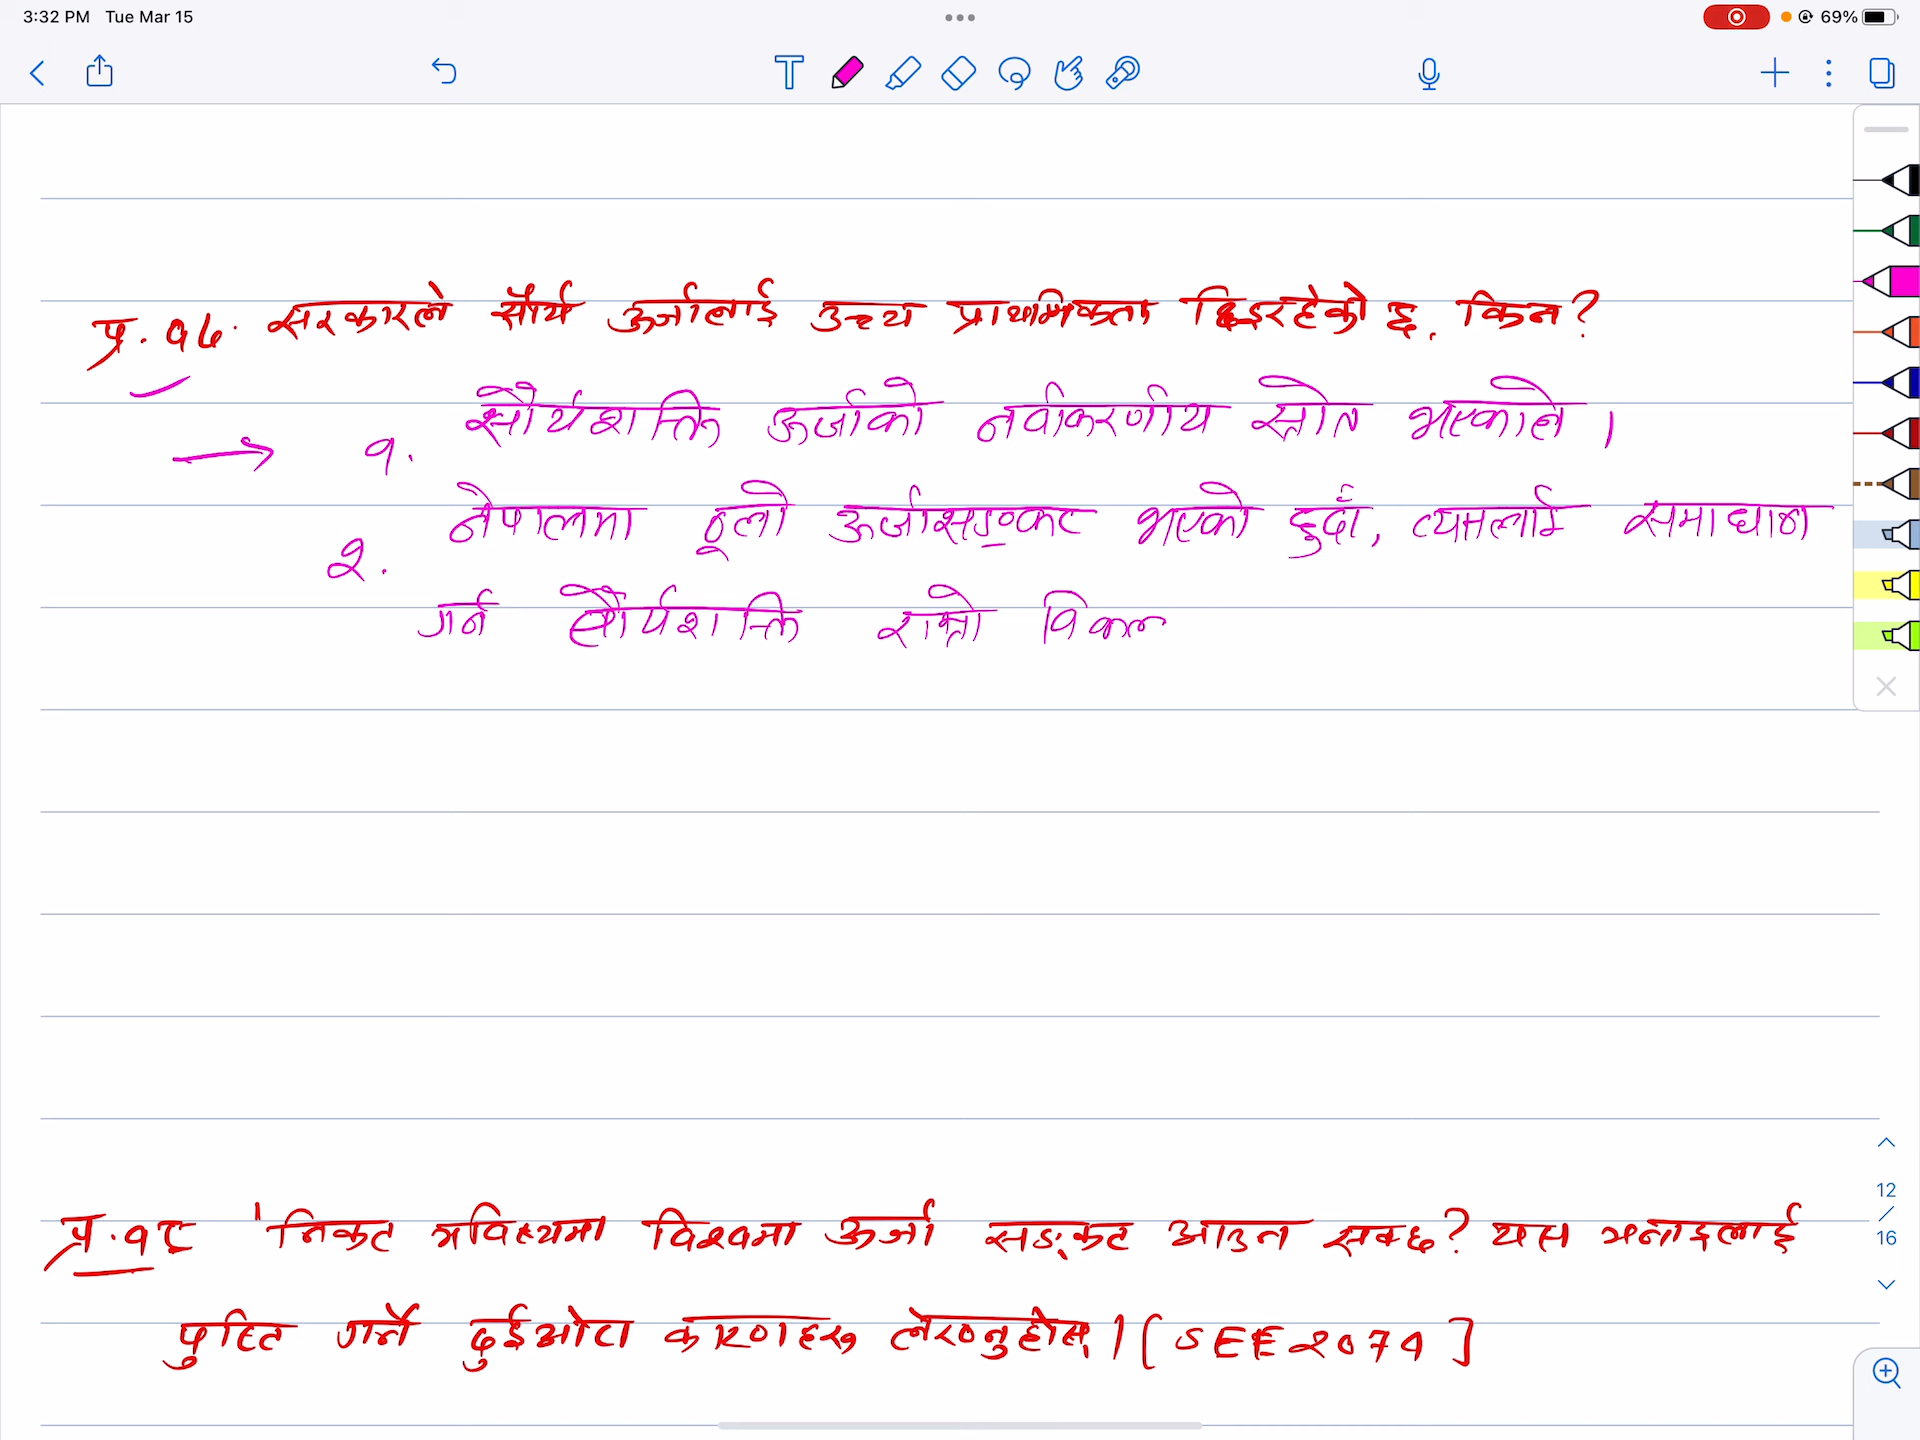 3:32 PM Tue Mar 15
69%
प्र. १७. सरकारले सौर्य ऊर्जालाई उच्च प्राथमिकता दिइरहेको छ, किन?
→ १. सौर्यशक्ति ऊर्जाको नवीकरणीय स्रोत भएकाले ।
२. नेपालमा ठूलो ऊर्जासङ्कट भएको हुदाँ, त्यसलाई समाधान
गर्न सौर्यशक्ति राम्रो विकल
प्र.१८ 'निकट भविष्यमा विश्वमा ऊर्जा सङ्कट आउन सक्छ? यस भनाइलाई
पुष्टि गर्ने दुईओटा कारणहरू लेख्नुहोस् । [SEE 2071]
12
/
16